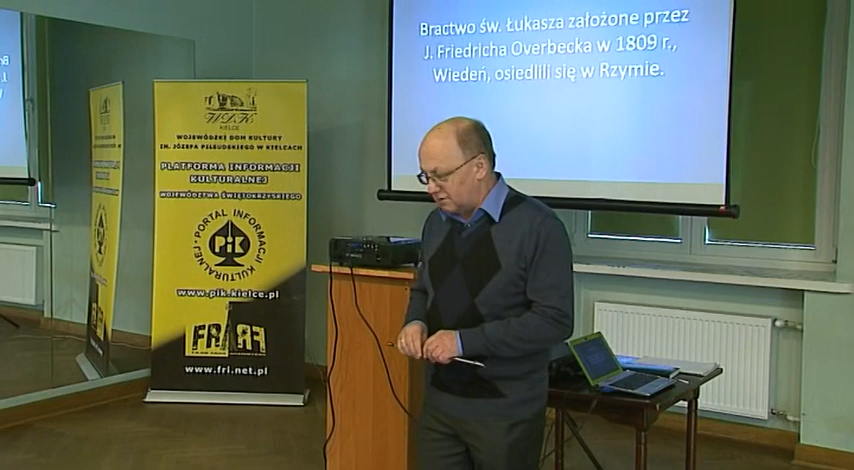 Bractwo św. Łukasza założone przez
J. Friedricha Overbecka w 1809 r.,
Wiedeń, osiedlili się w Rzymie.
WDK
KIELCE
WOJEWÓDZKI DOM KULTURY
IM. JÓZEFA PIŁSUDSKIEGO W KIELCACH
PLATFORMA INFORMACJI
KULTURALNEJ
WOJEWÓDZTWA ŚWIĘTOKRZYSKIEGO
PORTAL INFORMACJI
KULTURALNEJ
PiK
www.pik.kielce.pl
www.fri.net.pl